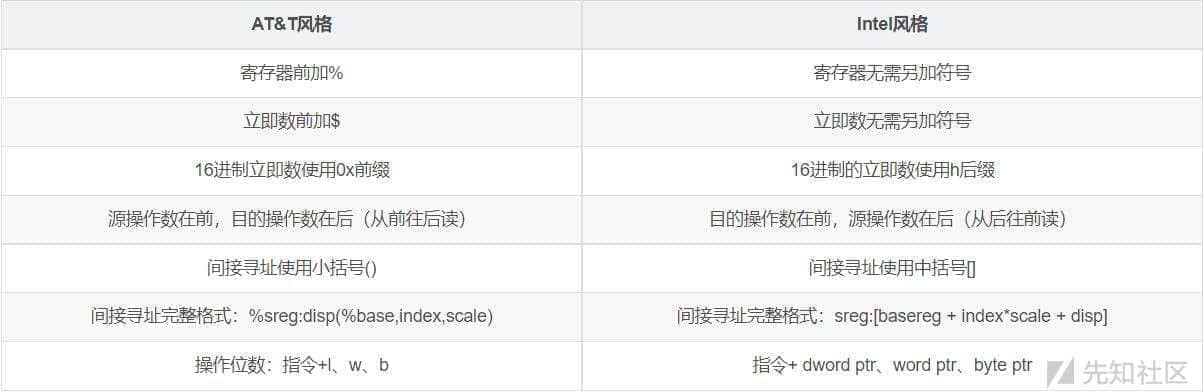 AT&T风格 Intel风格
寄存器前加% 寄存器无需另加符号
立即数前加$ 立即数无需另加符号
16进制立即数使用0x前缀 16进制的立即数使用h后缀
源操作数在前，目的操作数在后（从前往后读） 目的操作数在前，源操作数在后（从后往前读）
间接寻址使用小括号() 间接寻址使用中括号[]
间接寻址完整格式：%sreg:disp(%base,index,scale) 间接寻址完整格式：sreg:[basereg + index*scale + disp]
操作位数：指令+l、w、b 指令+ dword ptr、word ptr、byte ptr
先知社区